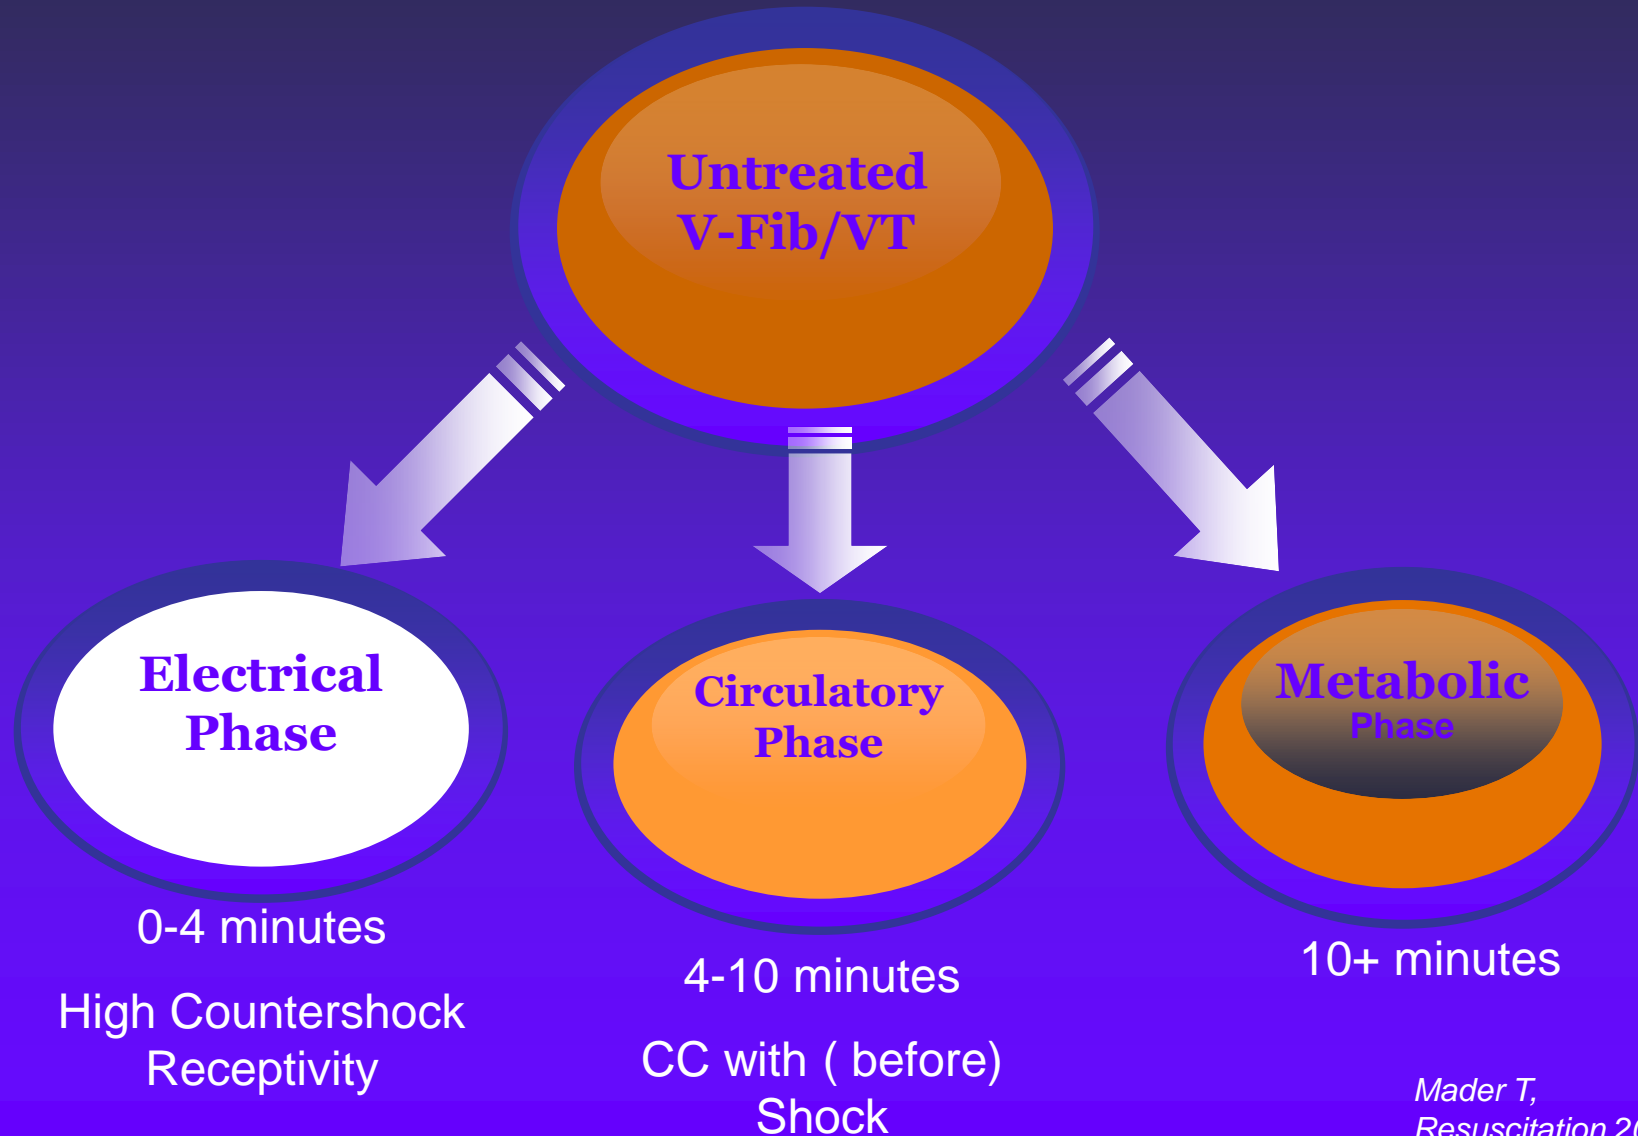 Untreated
V-Fib/VT
Electrical
Phase
0-4 minutes
High Countershock
Receptivity
Circulatory
Phase
4-10 minutes
CC with ( before)
Shock
Metabolic
Phase
10+ minutes
Mader T,
Resuscitation